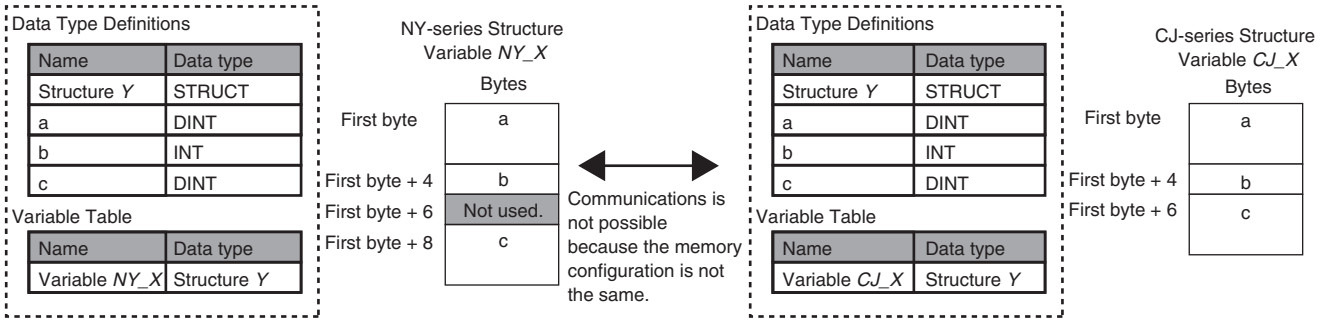 Data Type Definitions
Name Data type
Structure Y STRUCT
a DINT
b INT
c DINT
Variable Table
Name Data type
Variable NY_X Structure Y
NY-series Structure
Variable NY_X
Bytes
First byte a
First byte + 4 b
First byte + 6 Not used.
First byte + 8 c
Communications is
not possible
because the memory
configuration is not
the same.
Data Type Definitions
Name Data type
Structure Y STRUCT
a DINT
b INT
c DINT
Variable Table
Name Data type
Variable CJ_X Structure Y
CJ-series Structure
Variable CJ_X
Bytes
First byte a
First byte + 4 b
First byte + 6 c